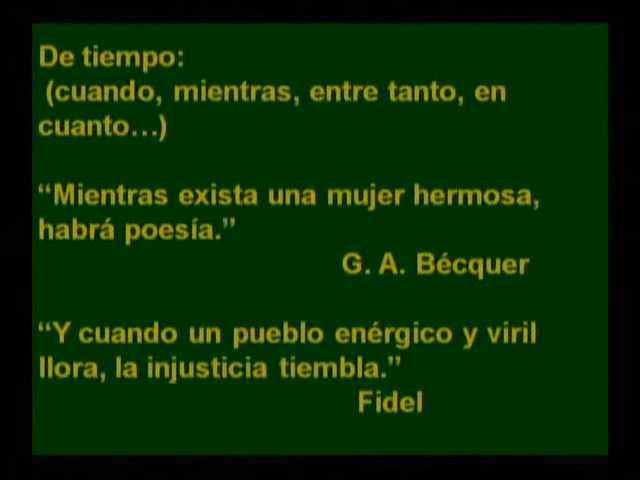 De tiempo:
(cuando, mientras, entre tanto, en
cuanto…)
“Mientras exista una mujer hermosa,
habrá poesía.”
G. A. Bécquer
“Y cuando un pueblo enérgico y viril
llora, la injusticia tiembla.”
Fidel